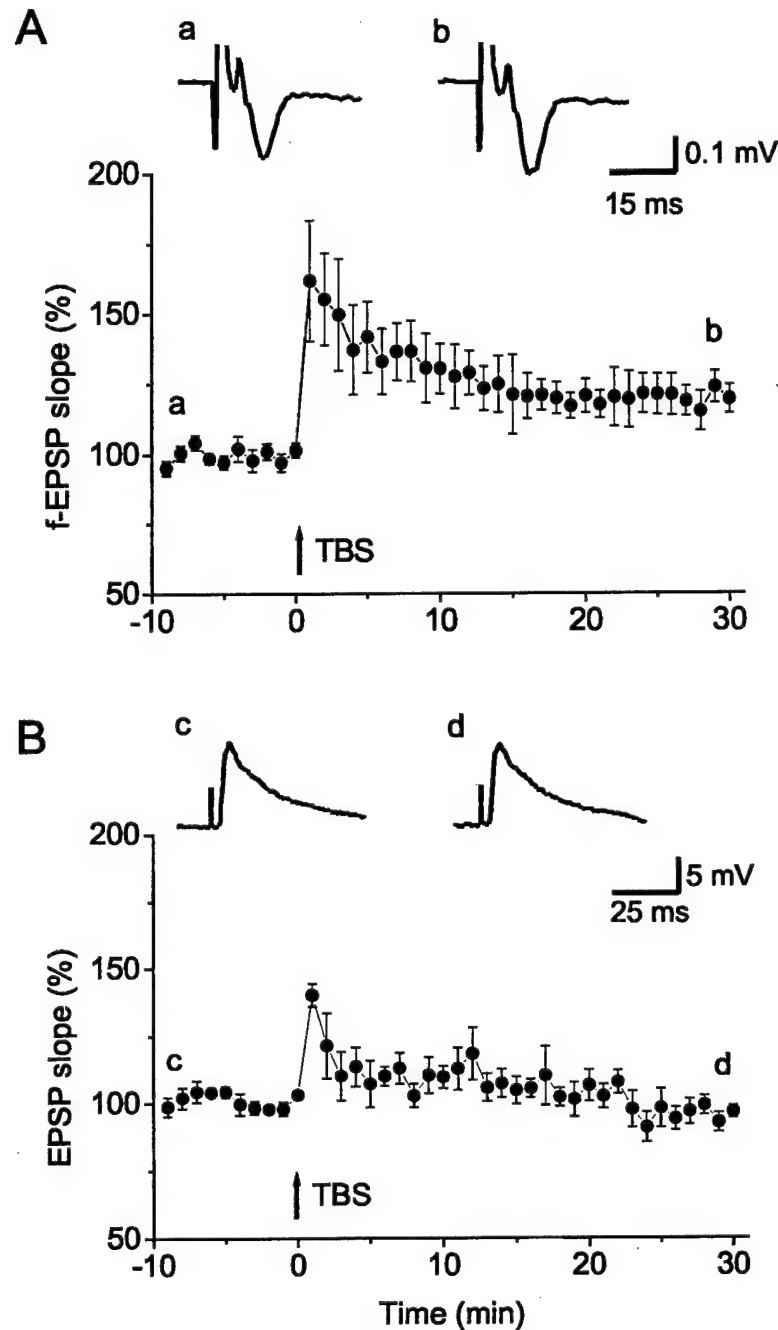 A
a
b
0.1 mV
15 ms
200
150
100
50
f-EPSP slope (%)
a
b
TBS
-10 0 10 20 30
B
c
d
5 mV
25 ms
200
150
100
50
EPSP slope (%)
c
d
TBS
-10 0 10 20 30
Time (min)